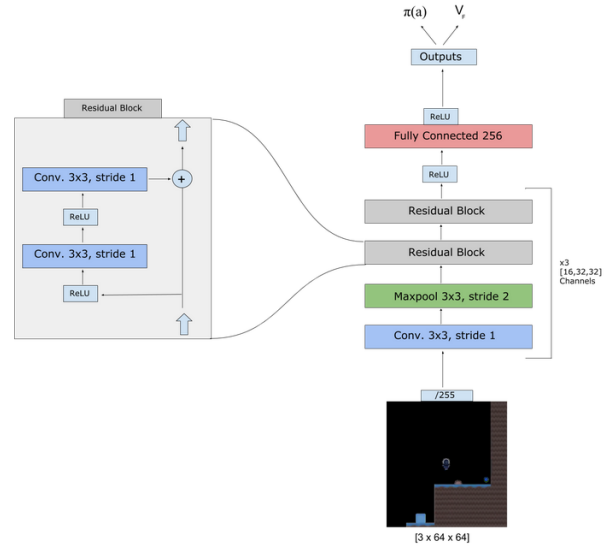 π(a)
V_F
Outputs
ReLU
Fully Connected 256
ReLU
Residual Block
Residual Block
Maxpool 3x3, stride 2
Conv. 3x3, stride 1
x3
[16,32,32]
Channels
/255
[3 x 64 x 64]
Residual Block
+
Conv. 3x3, stride 1
ReLU
Conv. 3x3, stride 1
ReLU